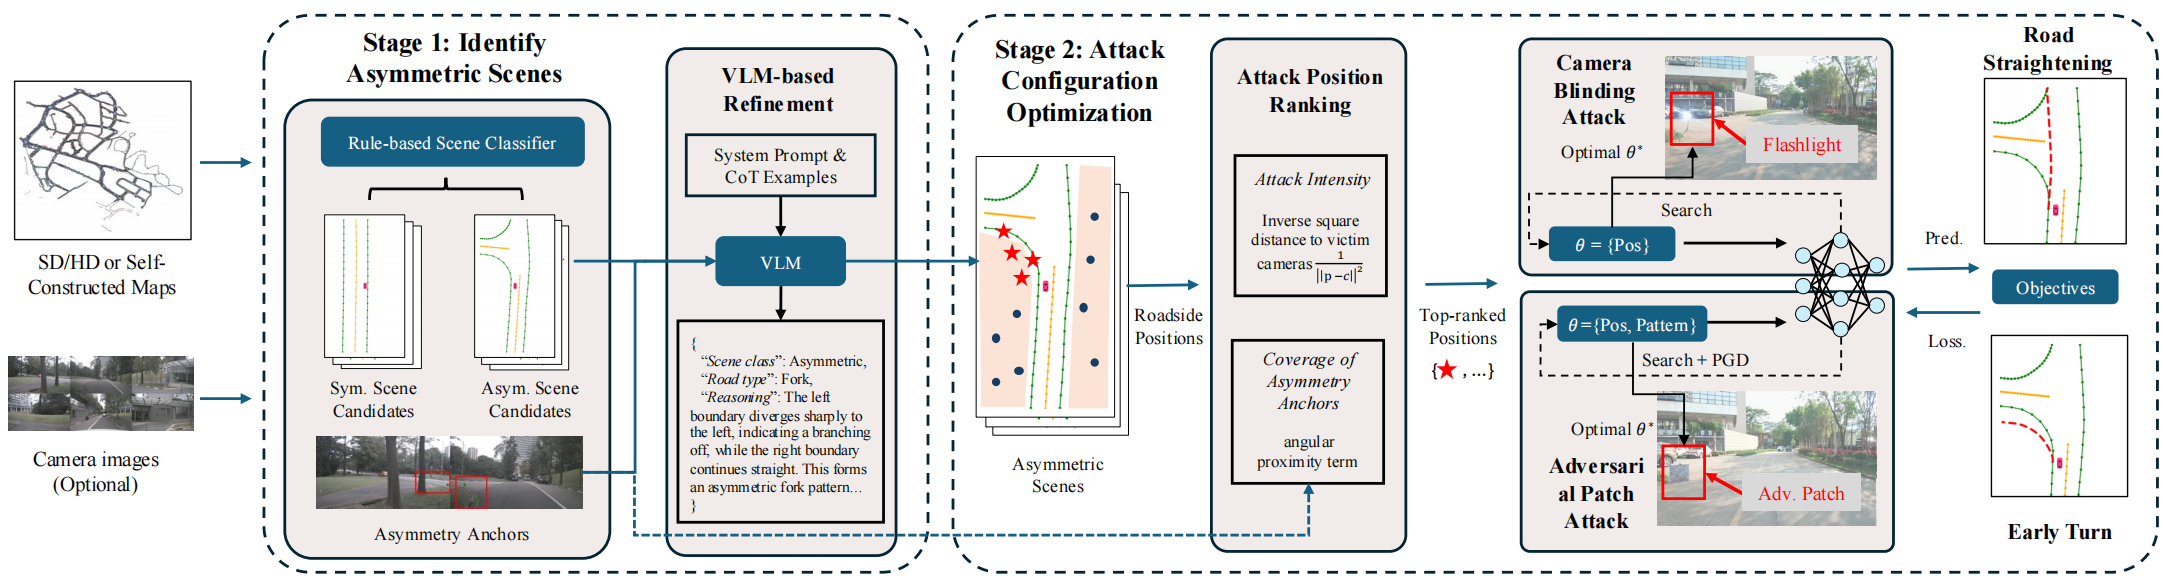 SD/HD or Self-
Constructed Maps
Camera images
(Optional)
Stage 1: Identify
Asymmetric Scenes
Rule-based Scene Classifier
Sym. Scene
Candidates
Asym. Scene
Candidates
Asymmetry Anchors
VLM-based
Refinement
System Prompt &
CoT Examples
VLM
{
“Scene class”: Asymmetric,
“Road type”: Fork,
“Reasoning”: The left
boundary diverges sharply to
the left, indicating a branching
off, while the right boundary
continues straight. This forms
an asymmetric fork pattern…
}
Stage 2: Attack
Configuration
Optimization
Asymmetric
Scenes
Roadside
Positions
Attack Position
Ranking
Attack Intensity
Inverse square
distance to victim
cameras 1/||p−c||²
Coverage of
Asymmetry
Anchors
angular
proximity term
Top-ranked
Positions
{★, …}
Camera
Blinding
Attack
Optimal θ*
Flashlight
Search
θ = {Pos}
θ = {Pos, Pattern}
Search + PGD
Optimal θ*
Adversari
al Patch
Attack
Adv. Patch
Pred.
Loss.
Road
Straightening
Objectives
Early Turn